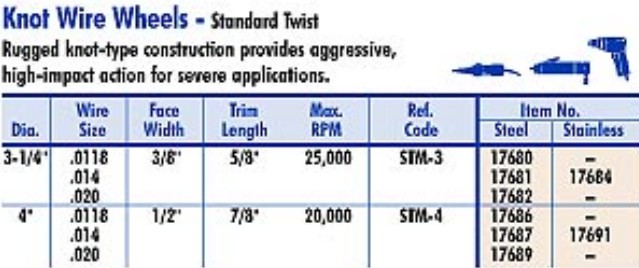 Knot Wire Wheels - Standard Twist
Rugged knot-type construction provides aggressive,
high-impact action for severe applications.
Wire Face Trim Max. Ref. Item No.
Dia. Size Width Length RPM Code Steel Stainless
3-1/4" .0118 3/8" 5/8" 25,000 STM-3 17680 –
.014 17681 17684
.020 17682 –
4" .0118 1/2" 7/8" 20,000 STM-4 17686 –
.014 17687 17691
.020 17689 –